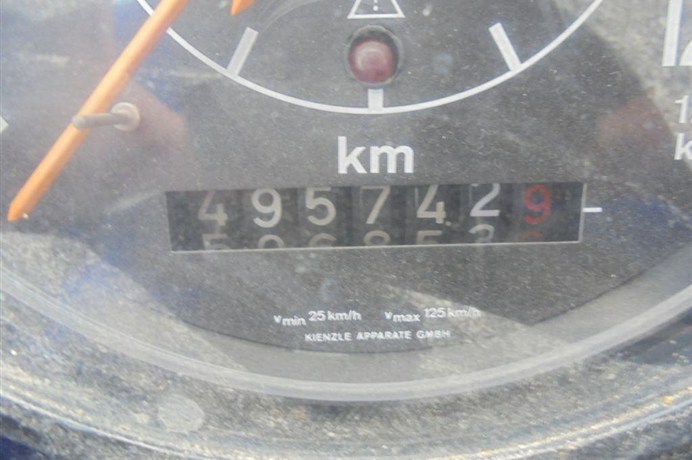 km
4957429
Vmin 25 km/h Vmax 125 km/h
KIENZLE APPARATE GMBH